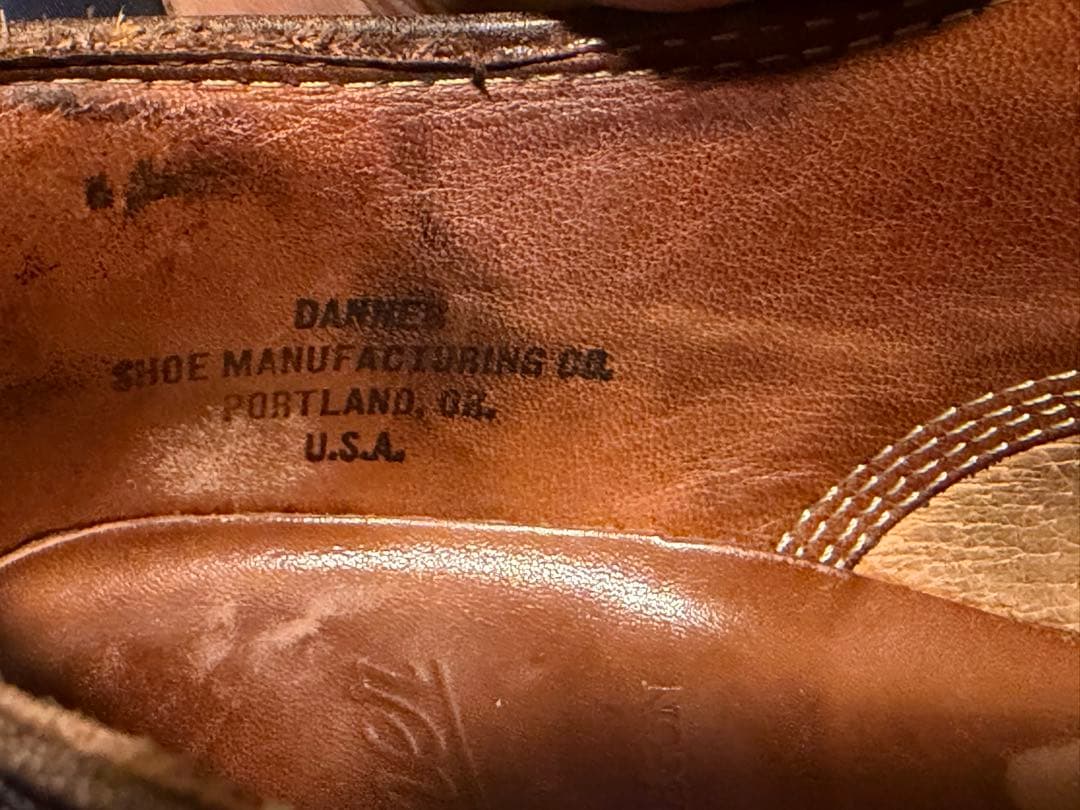 DANNER
SHOE MANUFACTURING CO.
PORTLAND, OR.
U.S.A.